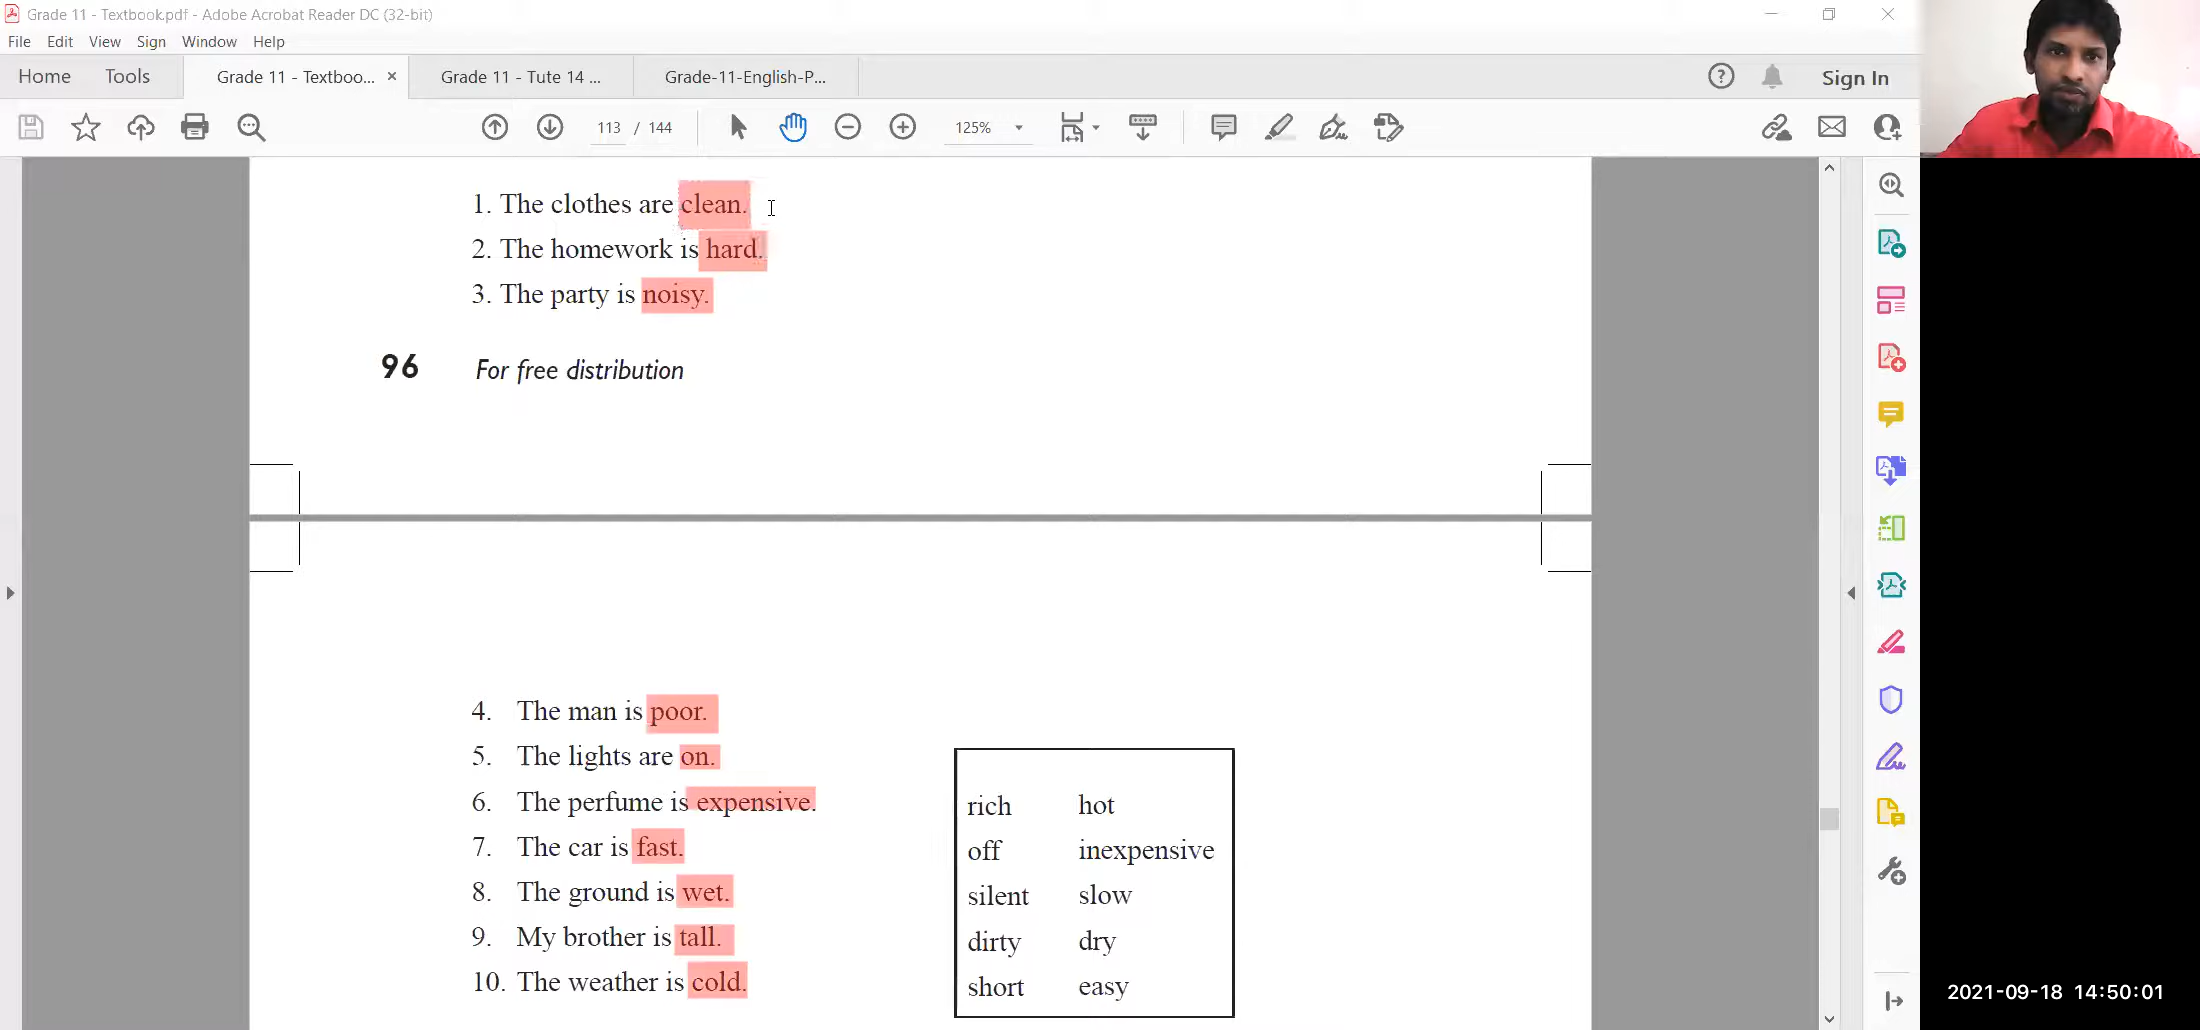 Grade 11 - Textbook.pdf - Adobe Acrobat Reader DC (32-bit)
File Edit View Sign Window Help
Home Tools Grade 11 - Textboo... × Grade 11 - Tute 14 ... Grade-11-English-P... Sign In
113 / 144 125%
1. The clothes are clean.
2. The homework is hard.
3. The party is noisy.
96 For free distribution
4. The man is poor.
5. The lights are on.
6. The perfume is expensive.
7. The car is fast.
8. The ground is wet.
9. My brother is tall.
10. The weather is cold.
rich hot
off inexpensive
silent slow
dirty dry
short easy
2021-09-18 14:50:01